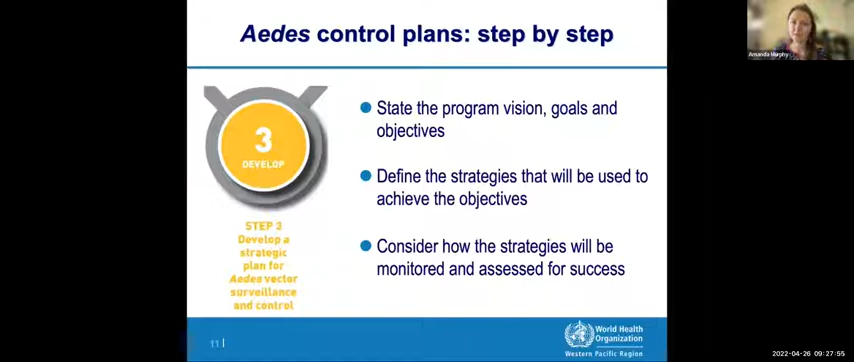 Aedes control plans: step by step
Amanda Murphy
3
DEVELOP
STEP 3
Develop a
strategic
plan for
Aedes vector
surveillance
and control
State the program vision, goals and
objectives
Define the strategies that will be used to
achieve the objectives
Consider how the strategies will be
monitored and assessed for success
11
World Health
Organization
Western Pacific Region
2022-04-26 09:27:55